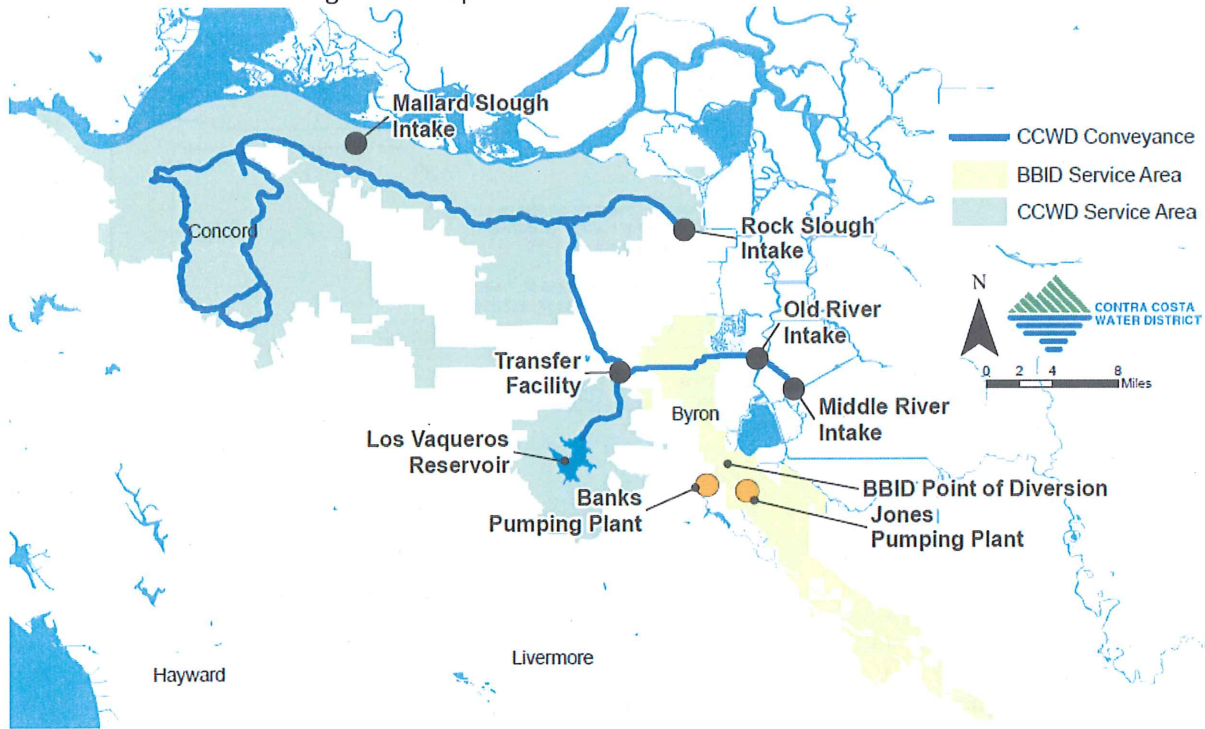 Mallard Slough
Intake
CCWD Conveyance
BBID Service Area
CCWD Service Area
Concord
Rock Slough
Intake
N
CONTRA COSTA
WATER DISTRICT
Old River
Intake
Transfer
Facility
0 2 4 8
Miles
Byron
Middle River
Intake
Los Vaqueros
Reservoir
Banks
Pumping Plant
BBID Point of Diversion
Jones
Pumping Plant
Livermore
Hayward